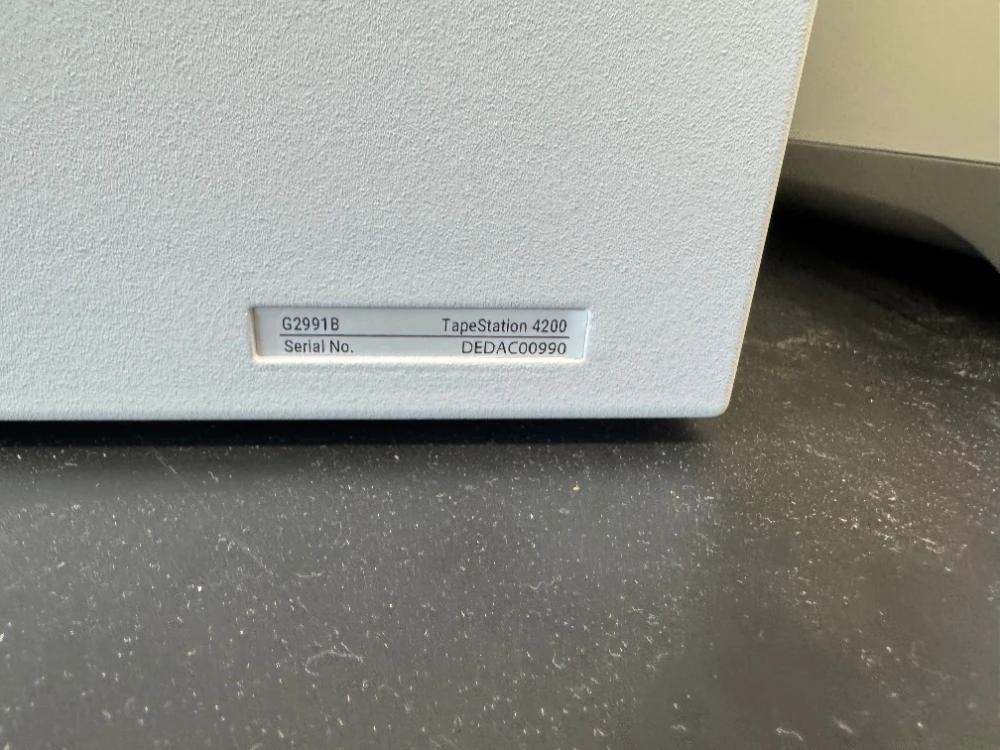 G2991B TapeStation 4200
Serial No. DEDAC00990